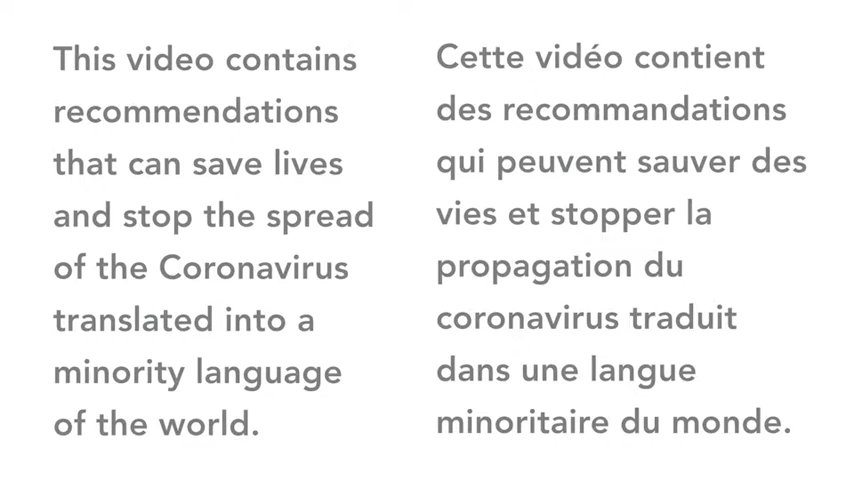 This video contains
recommendations
that can save lives
and stop the spread
of the Coronavirus
translated into a
minority language
of the world.
Cette vidéo contient
des recommandations
qui peuvent sauver des
vies et stopper la
propagation du
coronavirus traduit
dans une langue
minoritaire du monde.